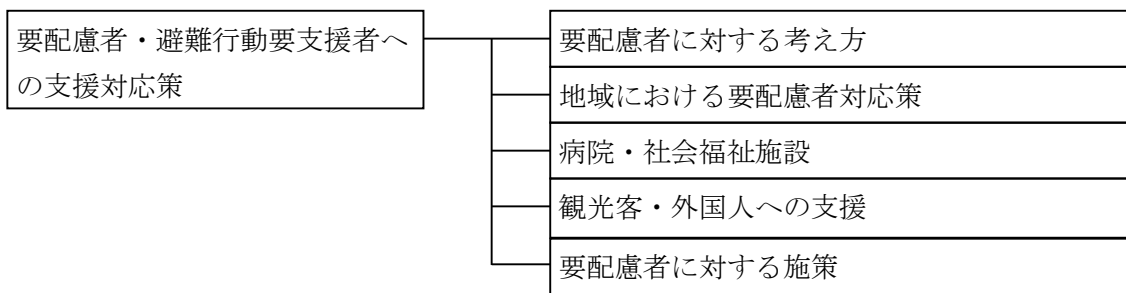 要配慮者・避難行動要支援者へ
の支援対応策
要配慮者に対する考え方
地域における要配慮者対応策
病院・社会福祉施設
観光客・外国人への支援
要配慮者に対する施策